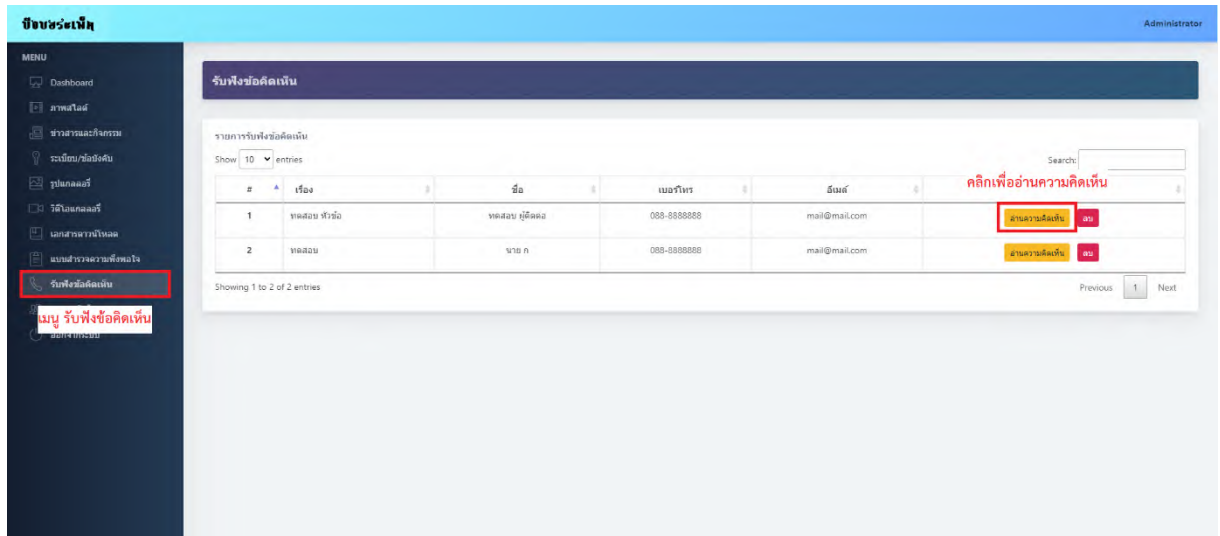 Administrator
MENU
Dashboard
ภาพสไลด์
ข่าวสารและกิจกรรม
ระเบียบ/ข้อบังคับ
รูปแกลลอรี่
วิดีโอแกลลอรี่
เอกสารดาวน์โหลด
แบบสำรวจความพึงพอใจ
รับฟังข้อคิดเห็น
เมนู รับฟังข้อคิดเห็น
ออกจากระบบ
รับฟังข้อคิดเห็น
รายการรับฟังข้อคิดเห็น
Show 10 entries Search:
คลิกเพื่ออ่านความคิดเห็น
# เรื่อง ชื่อ เบอร์โทร อีเมล์
1 ทดสอบ หัวข้อ ทดสอบ ผู้ติดต่อ 088-8888888 mail@mail.com อ่านความคิดเห็น ลบ
2 ทดสอบ นาย ก 088-8888888 mail@mail.com อ่านความคิดเห็น ลบ
Showing 1 to 2 of 2 entries Previous 1 Next